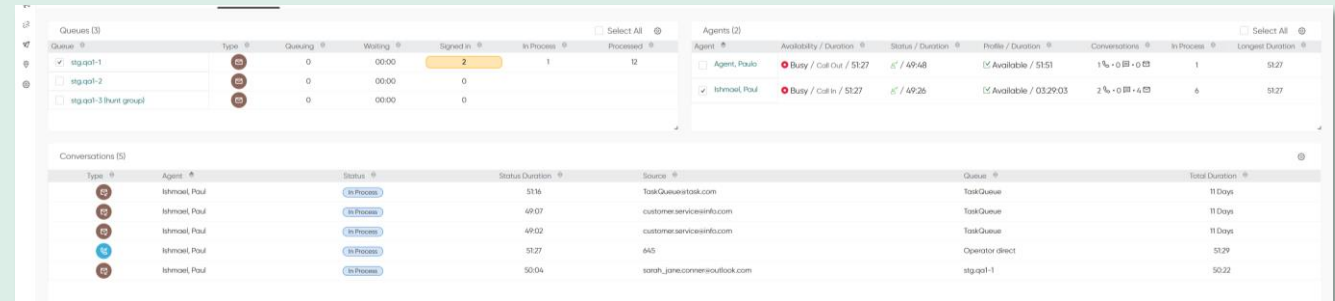 Queues (3) Select All
Queue Type Queuing Waiting Signed in In Process Processed
stg.qa1-1 0 00:00 2 1 12
stg.qa1-2 0 00:00 0
stg.qa1-3 (hunt group) 0 00:00 0
Agents (2) Select All
Agent Availability / Duration Status / Duration Profile / Duration Conversations In Process Longest Duration
Agent, Paulo Busy / Call Out / 51:27 / 49:48 Available / 51:51 1 • 0 • 0 1 51:27
Ishmael, Paul Busy / Call In / 51:27 / 49:26 Available / 03:29:03 2 • 0 • 4 6 51:27
Conversations (5)
Type Agent Status Status Duration Source Queue Total Duration
Ishmael, Paul In Process 51:16 TaskQueue@task.com TaskQueue 11 Days
Ishmael, Paul In Process 49:07 customer.service@info.com TaskQueue 11 Days
Ishmael, Paul In Process 49:02 customer.service@info.com TaskQueue 11 Days
Ishmael, Paul In Process 51:27 645 Operator direct 51:29
Ishmael, Paul In Process 50:04 sarah_jane.conner@outlook.com stg.qa1-1 50:22